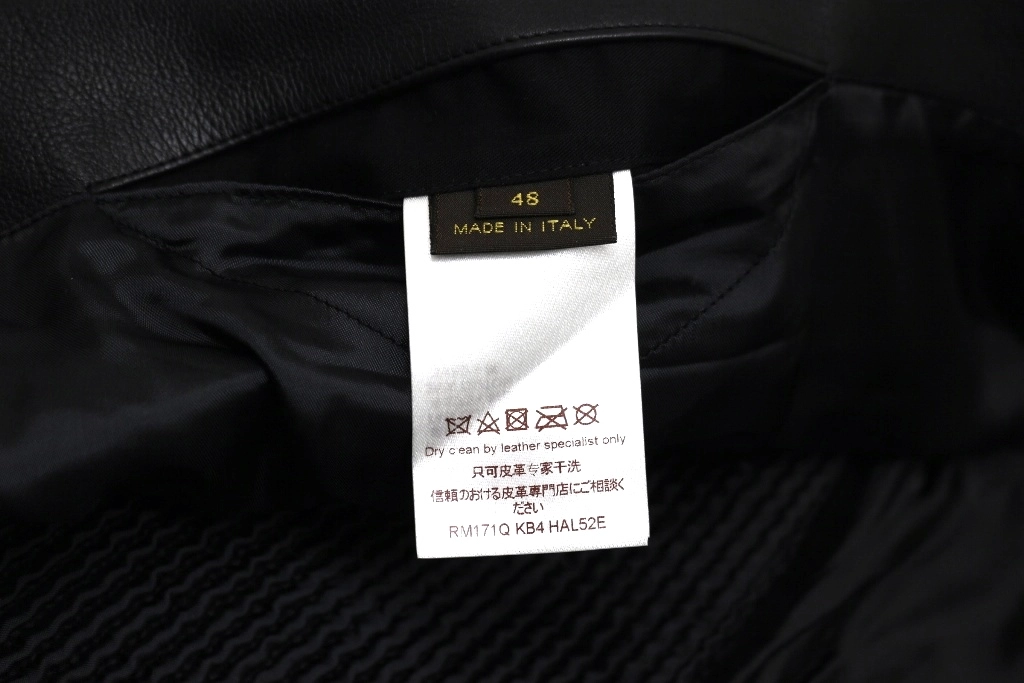 48
MADE IN ITALY
Dry clean by leather specialist only
只可皮革专家干洗
信頼のおける皮革専門店にご相談く
ださい
RM171Q KB4 HAL52E